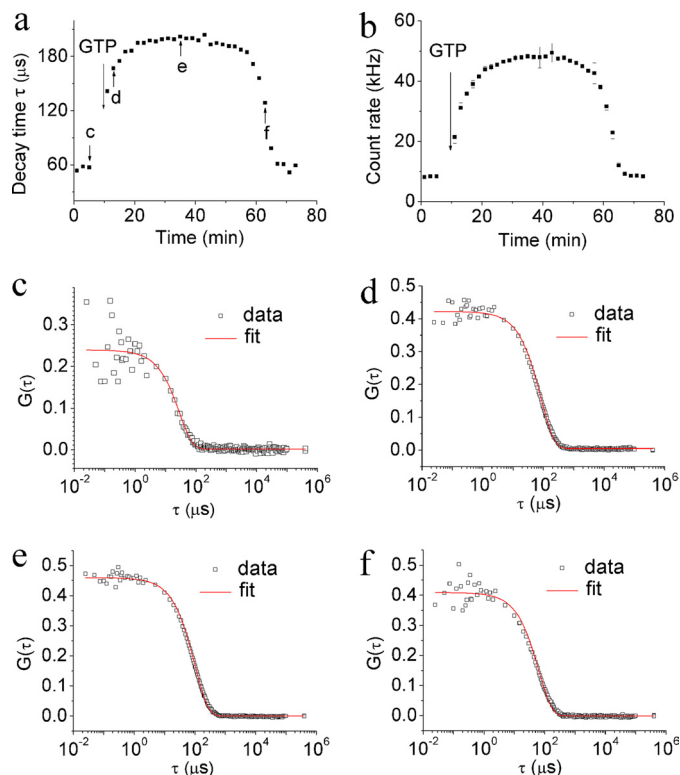 a
Decay time τ (μs)
180
120
60
GTP
c
d
e
f
0 20 40 60 80
Time (min)
b
Count rate (kHz)
60
40
20
0
GTP
0 20 40 60 80
Time (min)
c
G(τ)
0.3
0.2
0.1
0.0
data
fit
10⁻² 10⁰ 10² 10⁴ 10⁶
τ (μs)
d
G(τ)
0.5
0.4
0.3
0.2
0.1
0.0
data
fit
10⁻² 10⁰ 10² 10⁴ 10⁶
τ (μs)
e
G(τ)
0.5
0.4
0.3
0.2
0.1
0.0
data
fit
10⁻² 10⁰ 10² 10⁴ 10⁶
τ (μs)
f
G(τ)
0.5
0.4
0.3
0.2
0.1
0.0
data
fit
10⁻² 10⁰ 10² 10⁴ 10⁶
τ (μs)